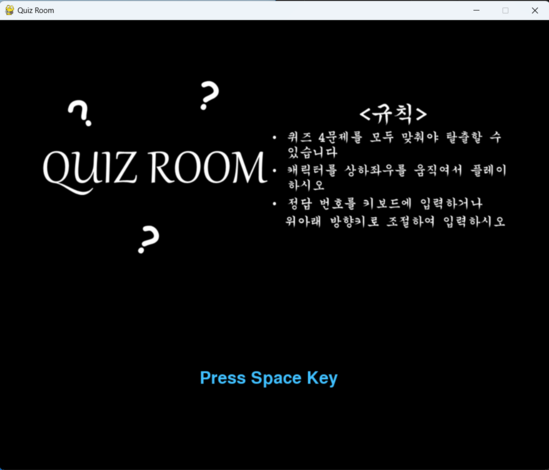 Quiz Room
?
?
QUIZ ROOM
?
<규칙>
• 퀴즈 4문제를 모두 맞춰야 탈출할 수
있습니다
• 캐릭터를 상하좌우를 움직여서 플레이
하시오
• 정답 번호를 키보드에 입력하거나
위아래 방향키로 조절하여 입력하시오
Press Space Key